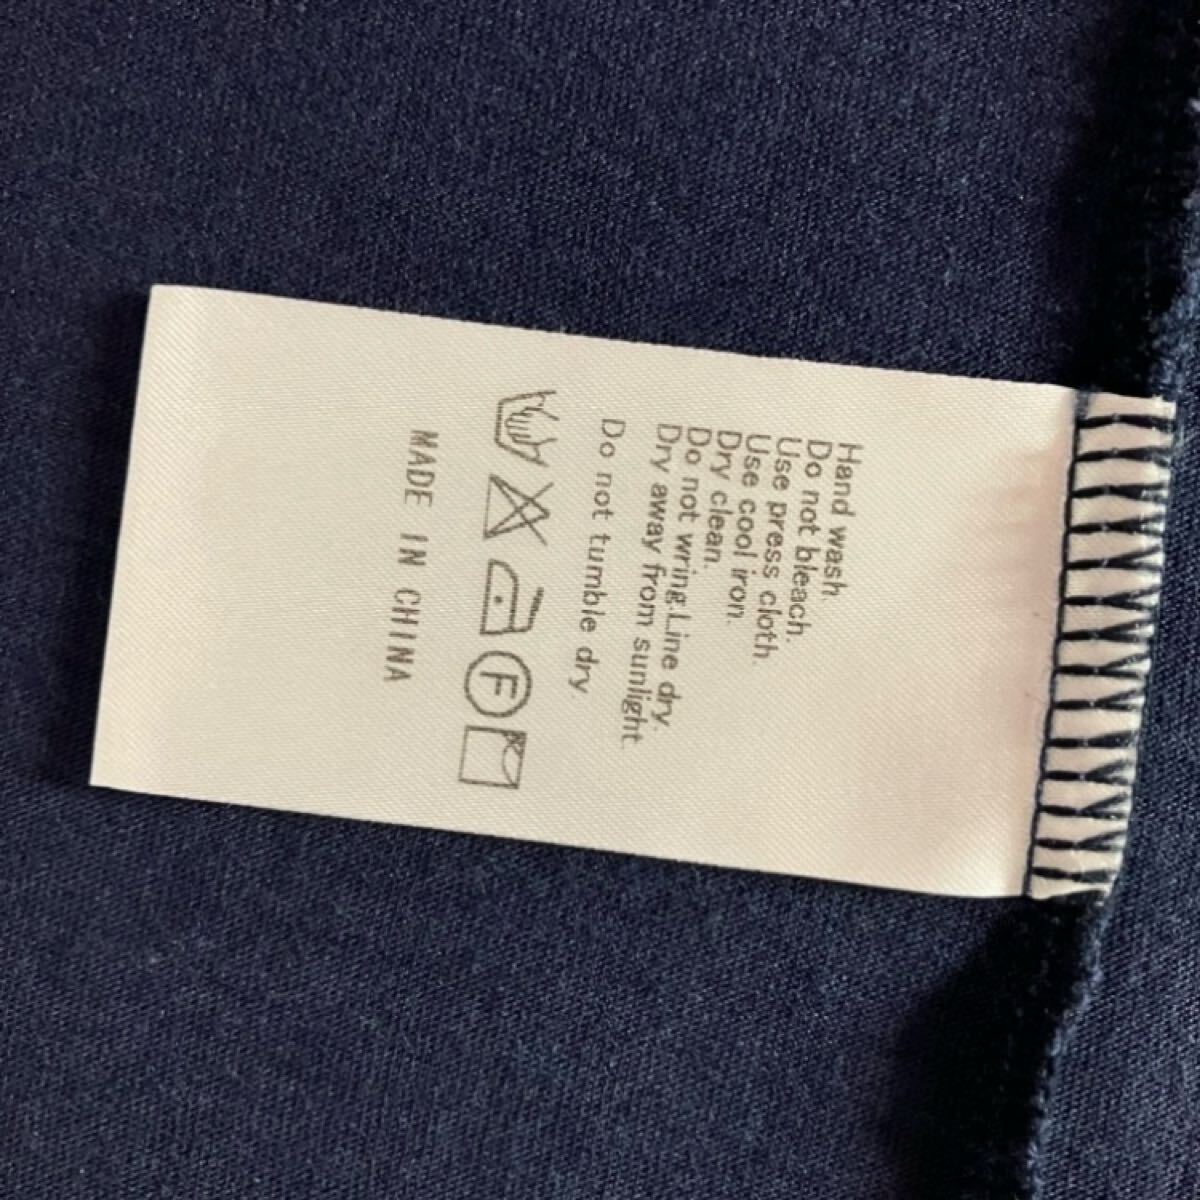 Hand wash.
Do not bleach.
Use press cloth.
Use cool iron.
Dry clean.
Do not wring.Line dry.
Dry away from sunlight.
Do not tumble dry
F
MADE IN CHINA